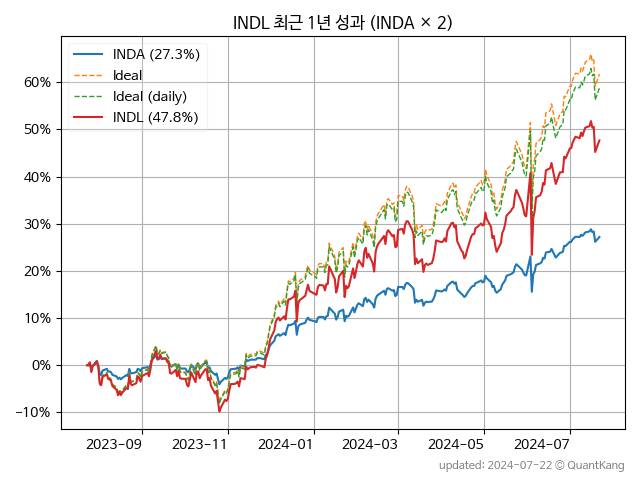 INDL 최근 1년 성과 (INDA × 2)
INDA (27.3%)
Ideal
Ideal (daily)
INDL (47.8%)
60%
50%
40%
30%
20%
10%
0%
−10%
2023-09 2023-11 2024-01 2024-03 2024-05 2024-07
updated: 2024-07-22 © QuantKang